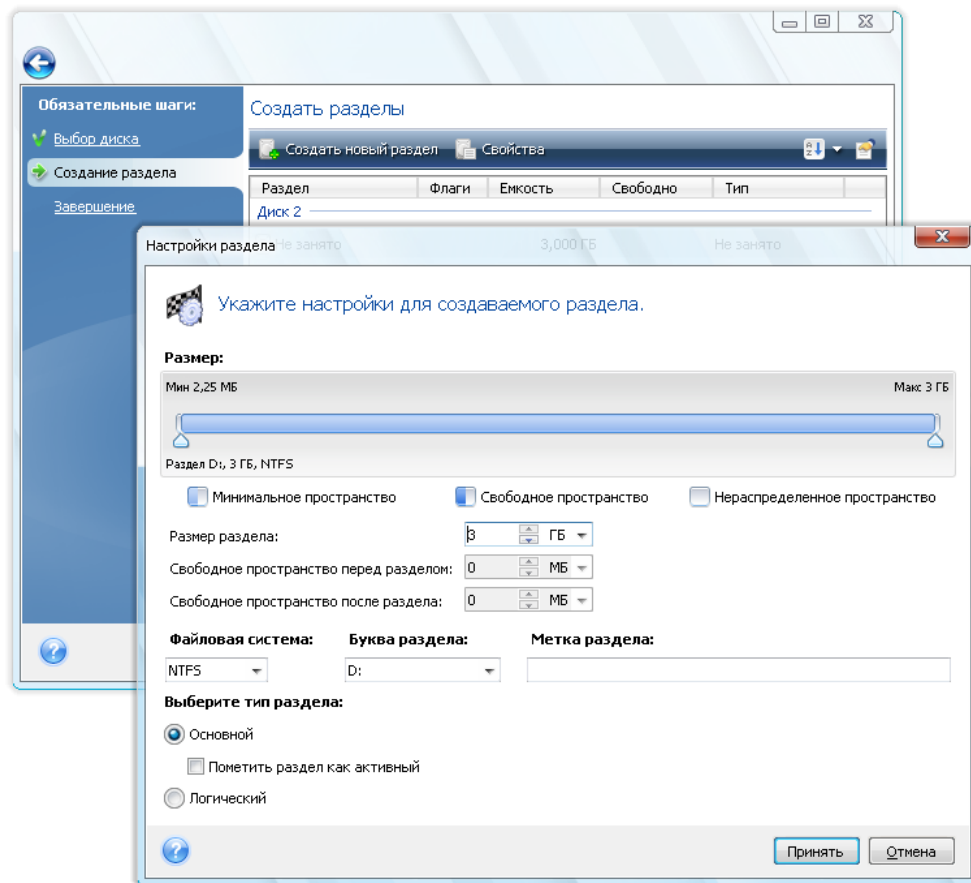 Обязательные шаги:
Выбор диска
Создание раздела
Завершение
Создать разделы
Создать новый раздел Свойства
Раздел Флаги Емкость Свободно Тип
Диск 2
Не занято 3,000 ГБ Не занято
Настройки раздела
Укажите настройки для создаваемого раздела.
Размер:
Мин 2,25 МБ Макс 3 ГБ
Раздел D:, 3 ГБ, NTFS
Минимальное пространство Свободное пространство Нераспределенное пространство
Размер раздела: 3 ГБ
Свободное пространство перед разделом: 0 МБ
Свободное пространство после раздела: 0 МБ
Файловая система: Буква раздела: Метка раздела:
NTFS D:
Выберите тип раздела:
Основной
Пометить раздел как активный
Логический
Принять Отмена